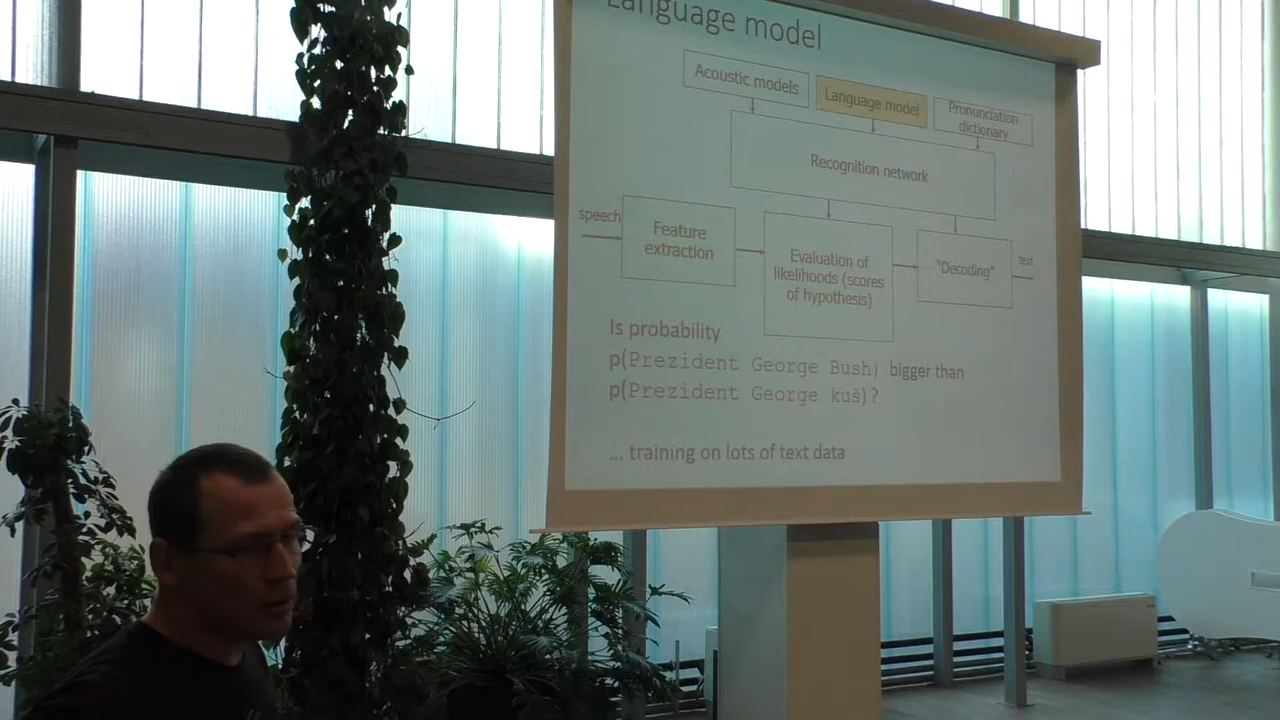 Language model
Acoustic models
Language model
Pronunciation
dictionary
Recognition network
speech
Feature
extraction
Evaluation of
likelihoods (scores
of hypothesis)
"Decoding"
text
Is probability
p(Prezident George Bush) bigger than
p(Prezident George kuš)?
... training on lots of text data